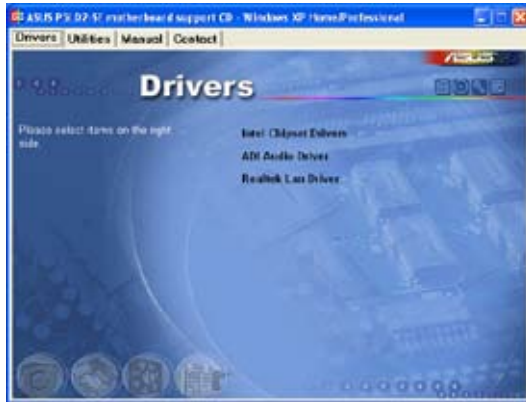 ASUS P5LD2-SE motherboard support CD - Windows XP Home/Professional
Drivers Utilities Manual Contact
Drivers
Please select items on the right
side.
Intel Chipset Drivers
ADI Audio Driver
Realtek Lan Driver